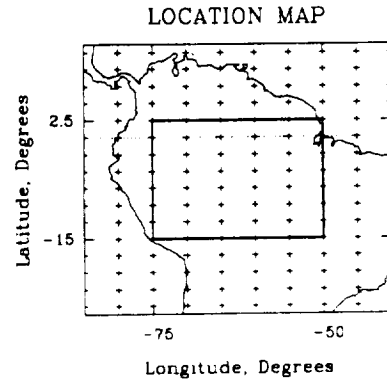 LOCATION MAP
Latitude, Degrees
2.5
-15
-75
-50
Longitude, Degrees